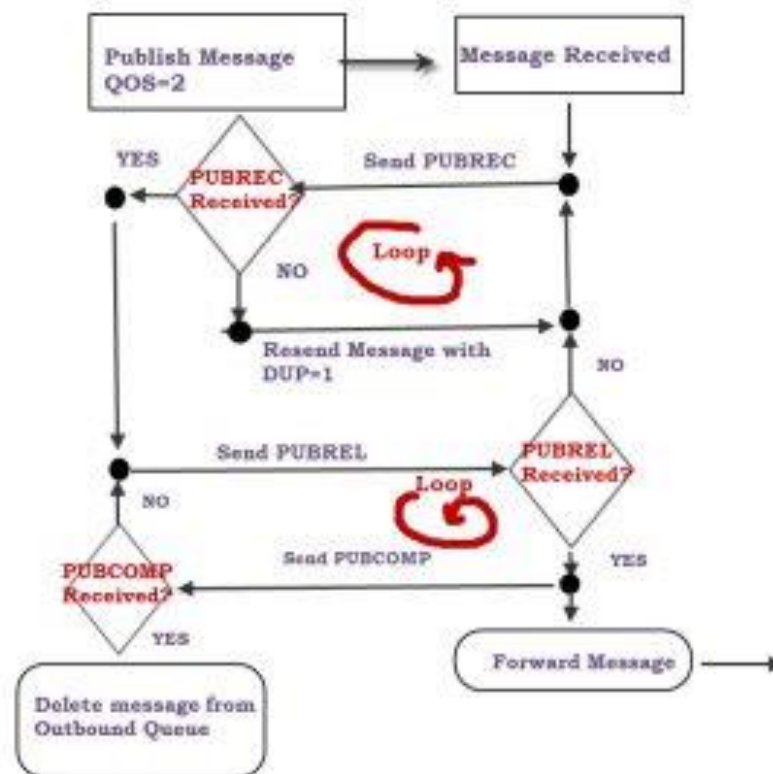 Publish Message
QOS=2
Message Received
YES
Send PUBREC
PUBREC
Received?
Loop
NO
Resend Message with
DUP=1
NO
Send PUBREL
PUBREL
Received?
Loop
NO
Send PUBCOMP
YES
PUBCOMP
Received?
YES
Forward Message
Delete message from
Outbound Queue